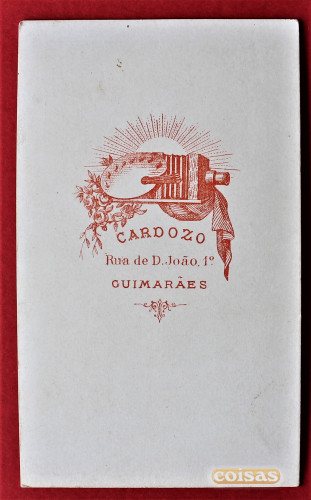 CARDOZO
Rua de D. João, 1º
GUIMARÃES
coisas